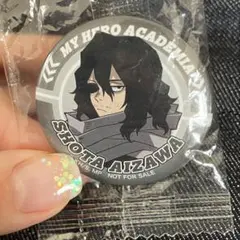 MY HERO ACADEMIA
SHOTA AIZAWA
NOT FOR SALE